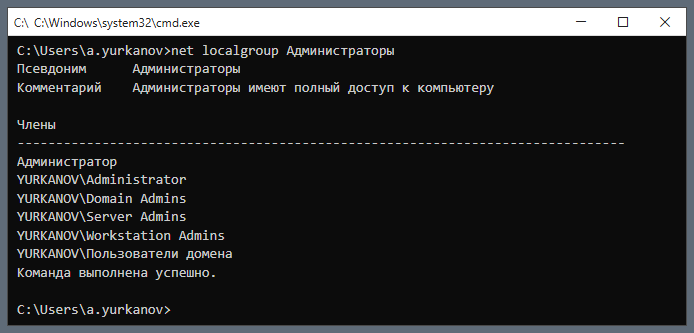 C:\ C:\Windows\system32\cmd.exe
C:\Users\a.yurkanov>net localgroup Администраторы
Псевдоним Администраторы
Комментарий Администраторы имеют полный доступ к компьютеру
Члены
-------------------------------------------------------------------------------
Администратор
YURKANOV\Administrator
YURKANOV\Domain Admins
YURKANOV\Server Admins
YURKANOV\Workstation Admins
YURKANOV\Пользователи домена
Команда выполнена успешно.
C:\Users\a.yurkanov>